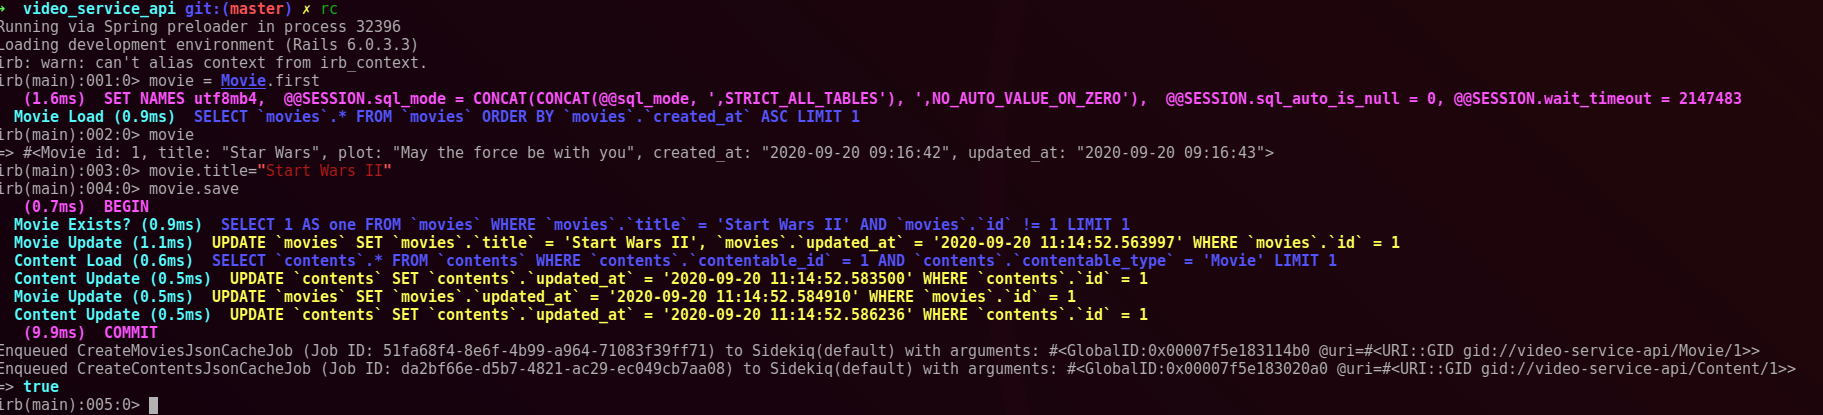 →  video_service_api git:(master) ✗ rc
Running via Spring preloader in process 32396
Loading development environment (Rails 6.0.3.3)
irb: warn: can't alias context from irb_context.
irb(main):001:0> movie = Movie.first
   (1.6ms)  SET NAMES utf8mb4,  @@SESSION.sql_mode = CONCAT(CONCAT(@@sql_mode, ',STRICT_ALL_TABLES'), ',NO_AUTO_VALUE_ON_ZERO'),  @@SESSION.sql_auto_is_null = 0, @@SESSION.wait_timeout = 2147483
  Movie Load (0.9ms)  SELECT `movies`.* FROM `movies` ORDER BY `movies`.`created_at` ASC LIMIT 1
irb(main):002:0> movie
=> #<Movie id: 1, title: "Star Wars", plot: "May the force be with you", created_at: "2020-09-20 09:16:42", updated_at: "2020-09-20 09:16:43">
irb(main):003:0> movie.title="Start Wars II"
irb(main):004:0> movie.save
   (0.7ms)  BEGIN
  Movie Exists? (0.9ms)  SELECT 1 AS one FROM `movies` WHERE `movies`.`title` = 'Start Wars II' AND `movies`.`id` != 1 LIMIT 1
  Movie Update (1.1ms)  UPDATE `movies` SET `movies`.`title` = 'Start Wars II', `movies`.`updated_at` = '2020-09-20 11:14:52.563997' WHERE `movies`.`id` = 1
  Content Load (0.6ms)  SELECT `contents`.* FROM `contents` WHERE `contents`.`contentable_id` = 1 AND `contents`.`contentable_type` = 'Movie' LIMIT 1
  Content Update (0.5ms)  UPDATE `contents` SET `contents`.`updated_at` = '2020-09-20 11:14:52.583500' WHERE `contents`.`id` = 1
  Movie Update (0.5ms)  UPDATE `movies` SET `movies`.`updated_at` = '2020-09-20 11:14:52.584910' WHERE `movies`.`id` = 1
  Content Update (0.5ms)  UPDATE `contents` SET `contents`.`updated_at` = '2020-09-20 11:14:52.586236' WHERE `contents`.`id` = 1
   (9.9ms)  COMMIT
Enqueued CreateMoviesJsonCacheJob (Job ID: 51fa68f4-8e6f-4b99-a964-71083f39ff71) to Sidekiq(default) with arguments: #<GlobalID:0x00007f5e183114b0 @uri=#<URI::GID gid://video-service-api/Movie/1>>
Enqueued CreateContentsJsonCacheJob (Job ID: da2bf66e-d5b7-4821-ac29-ec049cb7aa08) to Sidekiq(default) with arguments: #<GlobalID:0x00007f5e183020a0 @uri=#<URI::GID gid://video-service-api/Content/1>>
=> true
irb(main):005:0>